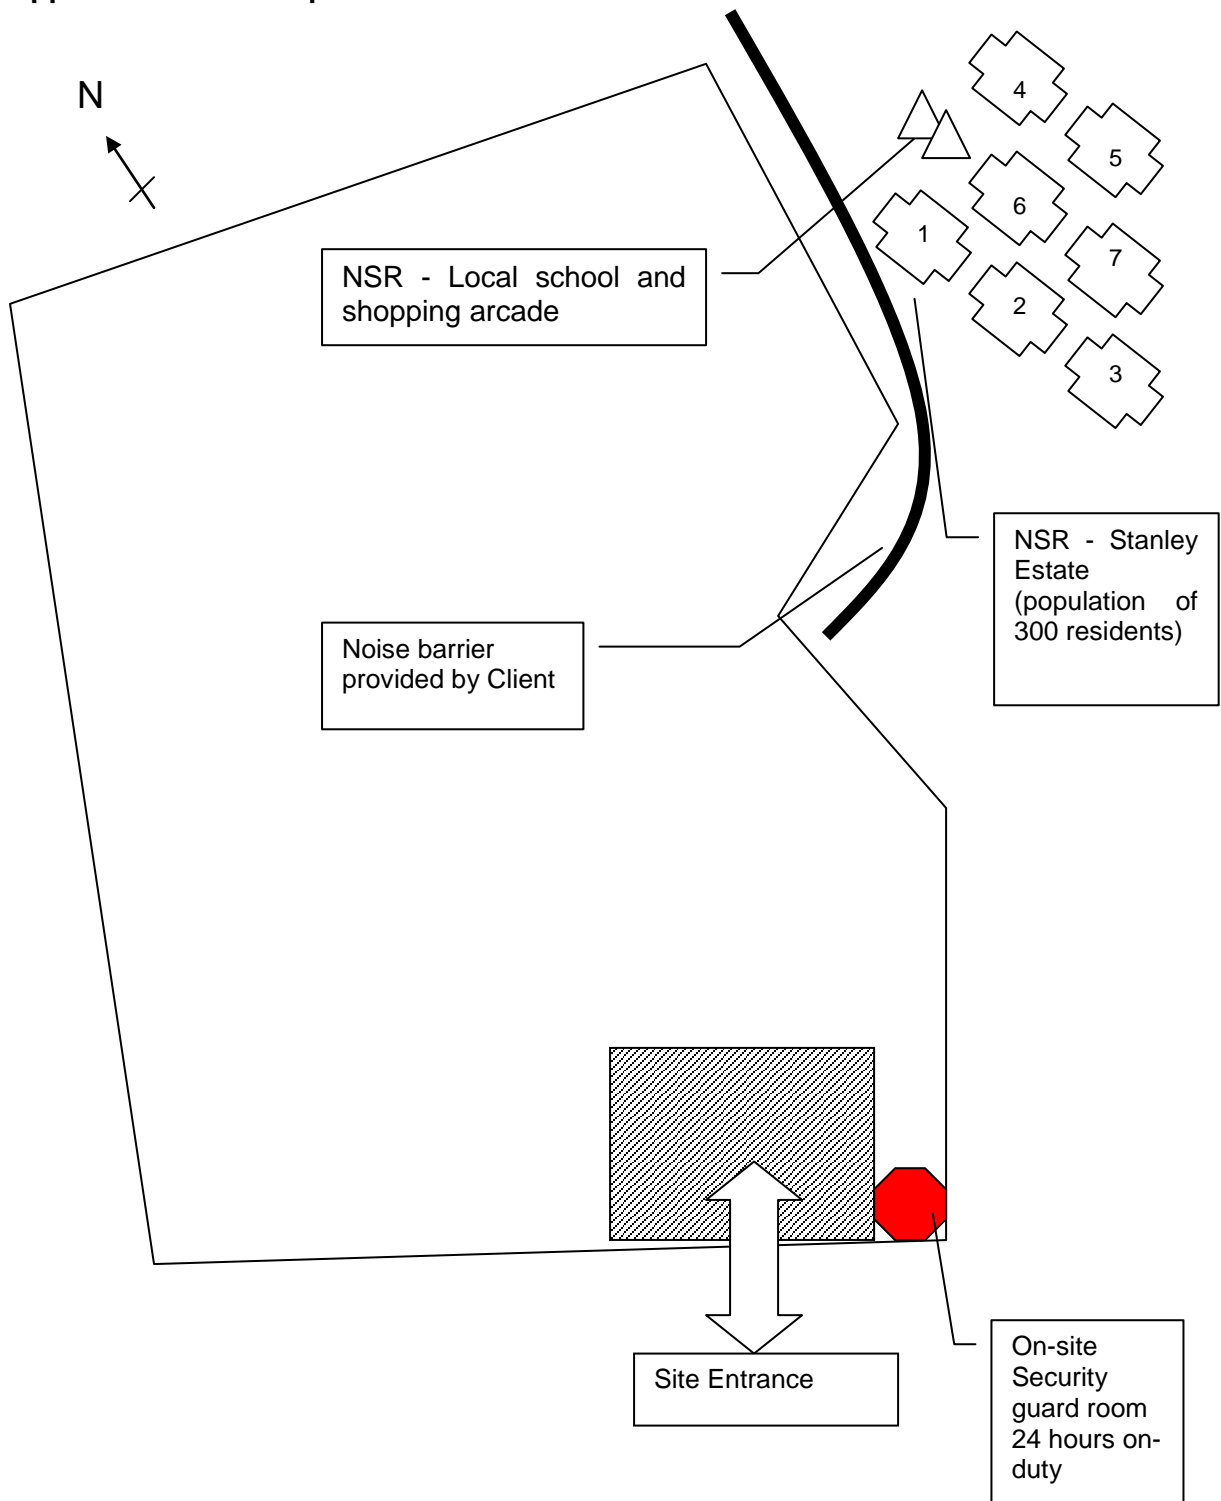 N
4
5
6
1
7
2
3
NSR - Local school and
shopping arcade
NSR - Stanley
Estate
(population of
300 residents)
Noise barrier
provided by Client
Site Entrance
On-site
Security
guard room
24 hours on-
duty